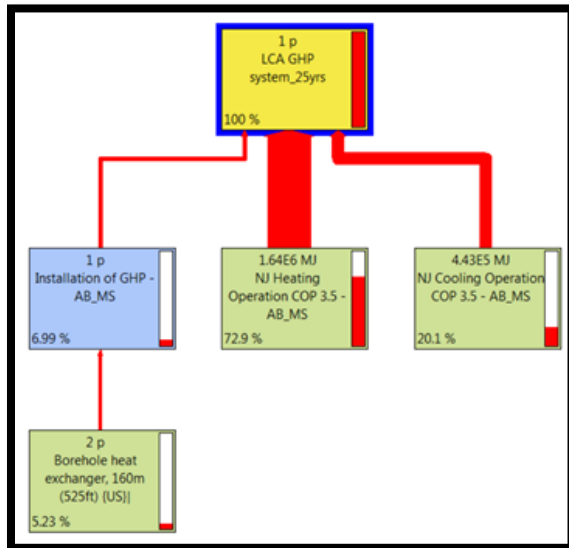 1 p
LCA GHP
system_25yrs
100 %
1 p
Installation of GHP -
AB_MS
6.99 %
1.64E6 MJ
NJ Heating
Operation COP 3.5 -
AB_MS
72.9 %
4.43E5 MJ
NJ Cooling Operation
COP 3.5 - AB_MS
20.1 %
2 p
Borehole heat
exchanger, 160m
(525ft) {US}|
5.23 %